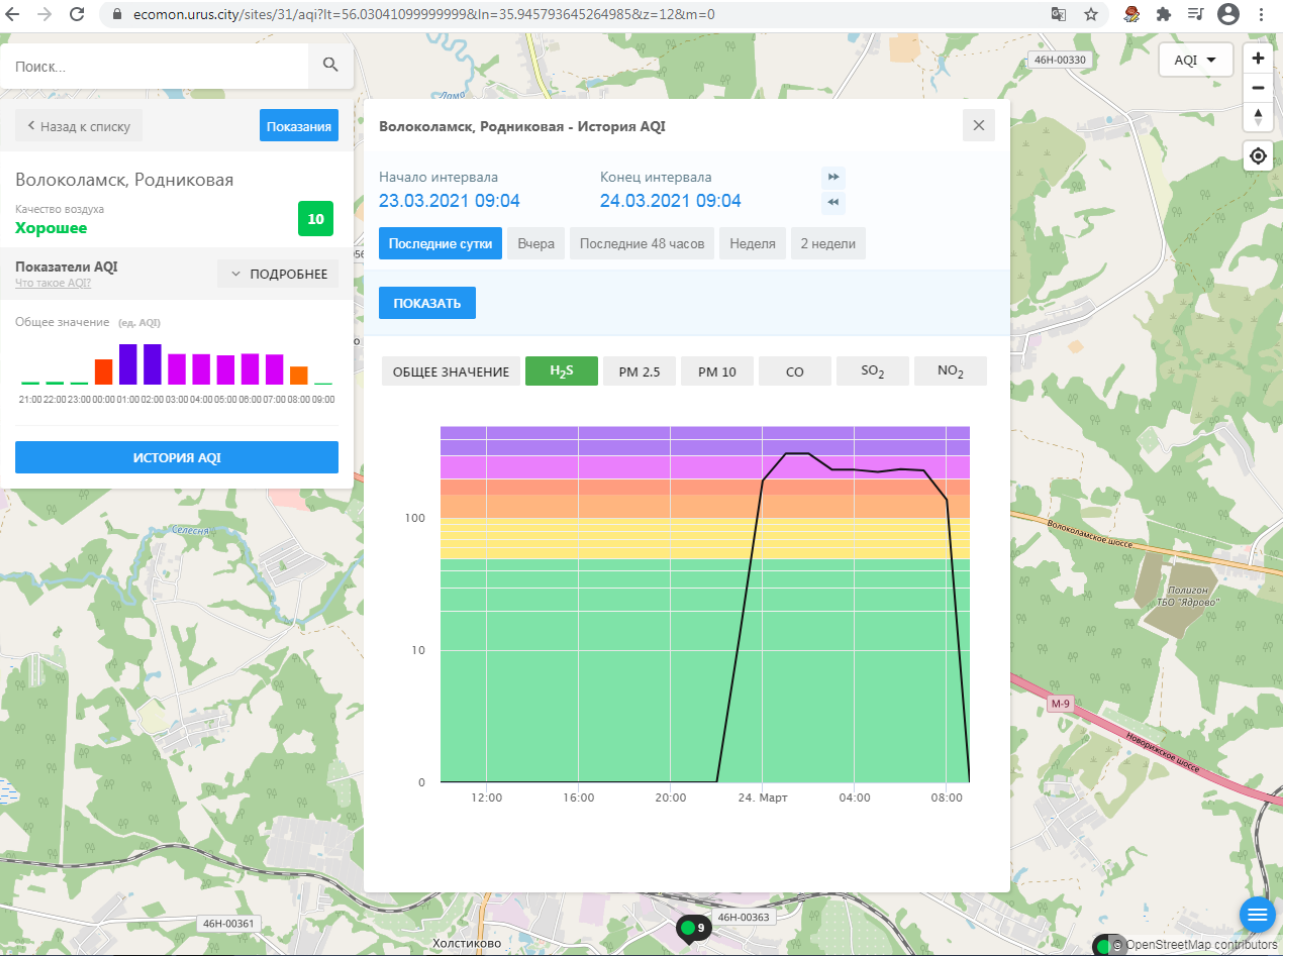 ecomon.urus.city/sites/31/aqi?lt=56.03041099999999&ln=35.945793645264985&z=12&m=0
Поиск...
46Н-00330
AQI
Назад к списку
Показания
Волоколамск, Родниковая
Качество воздуха
Хорошее
10
Показатели AQI
Что такое AQI?
ПОДРОБНЕЕ
Общее значение (ед. AQI)
21:00 22:00 23:00 00:00 01:00 02:00 03:00 04:00 05:00 06:00 07:00 08:00 09:00
ИСТОРИЯ AQI
Лама
Волоколамск, Родниковая - История AQI
Начало интервала
Конец интервала
23.03.2021 09:04
24.03.2021 09:04
Последние сутки
Вчера
Последние 48 часов
Неделя
2 недели
ПОКАЗАТЬ
ОБЩЕЕ ЗНАЧЕНИЕ
H2S
PM 2.5
PM 10
CO
SO2
NO2
100
10
0
12:00
16:00
20:00
24. Март
04:00
08:00
Селесня
Волоколамское шоссе
Полигон
ТБО "Ядрово"
М-9
Новорижское шоссе
46Н-00361
46Н-00363
9
Холстиково
© OpenStreetMap contributors